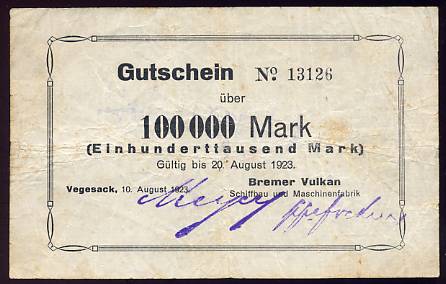 Gutschein No 13126
über
100 000 Mark
(Einhunderttausend Mark)
Gültig bis 20. August 1923.
Vegesack, 10. August 1923.
Bremer Vulkan
Schiffbau und Maschinenfabrik